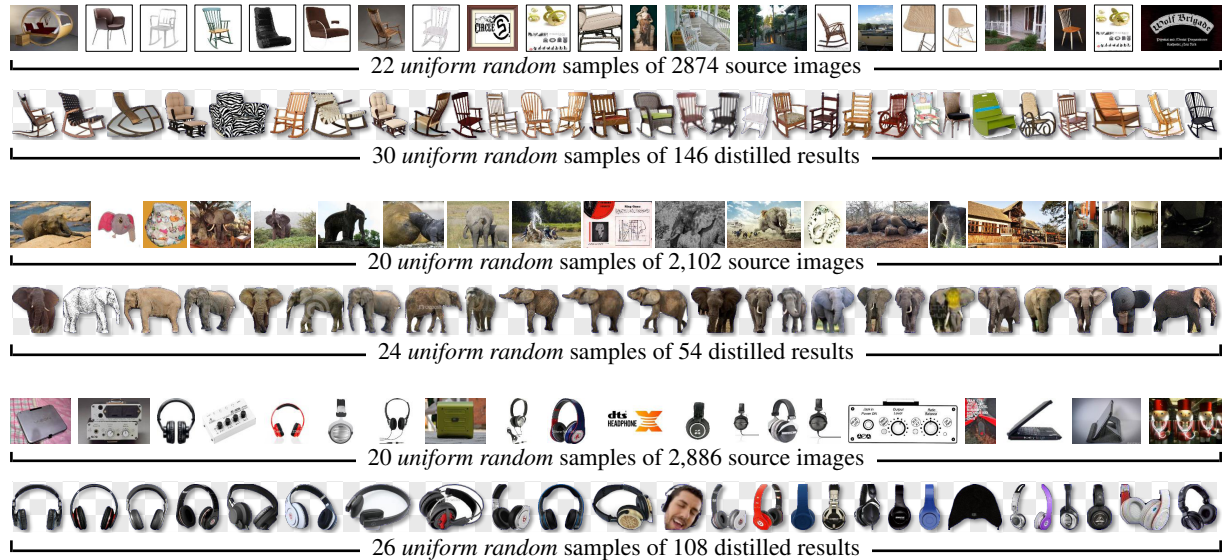 CIRCLE S
Wolf Brigade
22 uniform random samples of 2874 source images
30 uniform random samples of 146 distilled results
20 uniform random samples of 2,102 source images
24 uniform random samples of 54 distilled results
dts
HEADPHONE X
20 uniform random samples of 2,886 source images
26 uniform random samples of 108 distilled results